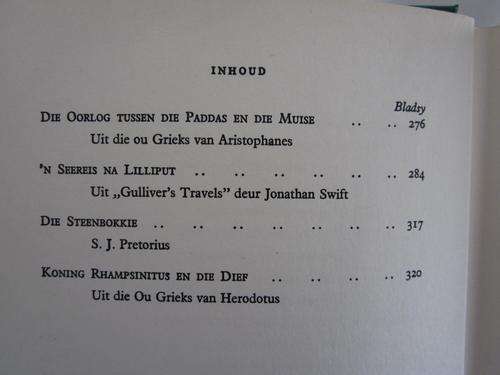 INHOUD
Bladsy
DIE OORLOG TUSSEN DIE PADDAS EN DIE MUISE .. .. 276
Uit die ou Grieks van Aristophanes
'N SEEREIS NA LILLIPUT .. .. .. .. .. .. 284
Uit „Gulliver's Travels” deur Jonathan Swift
DIE STEENBOKKIE .. .. .. .. .. .. .. 317
S. J. Pretorius
KONING RHAMPSINITUS EN DIE DIEF .. .. .. .. 320
Uit die Ou Grieks van Herodotus